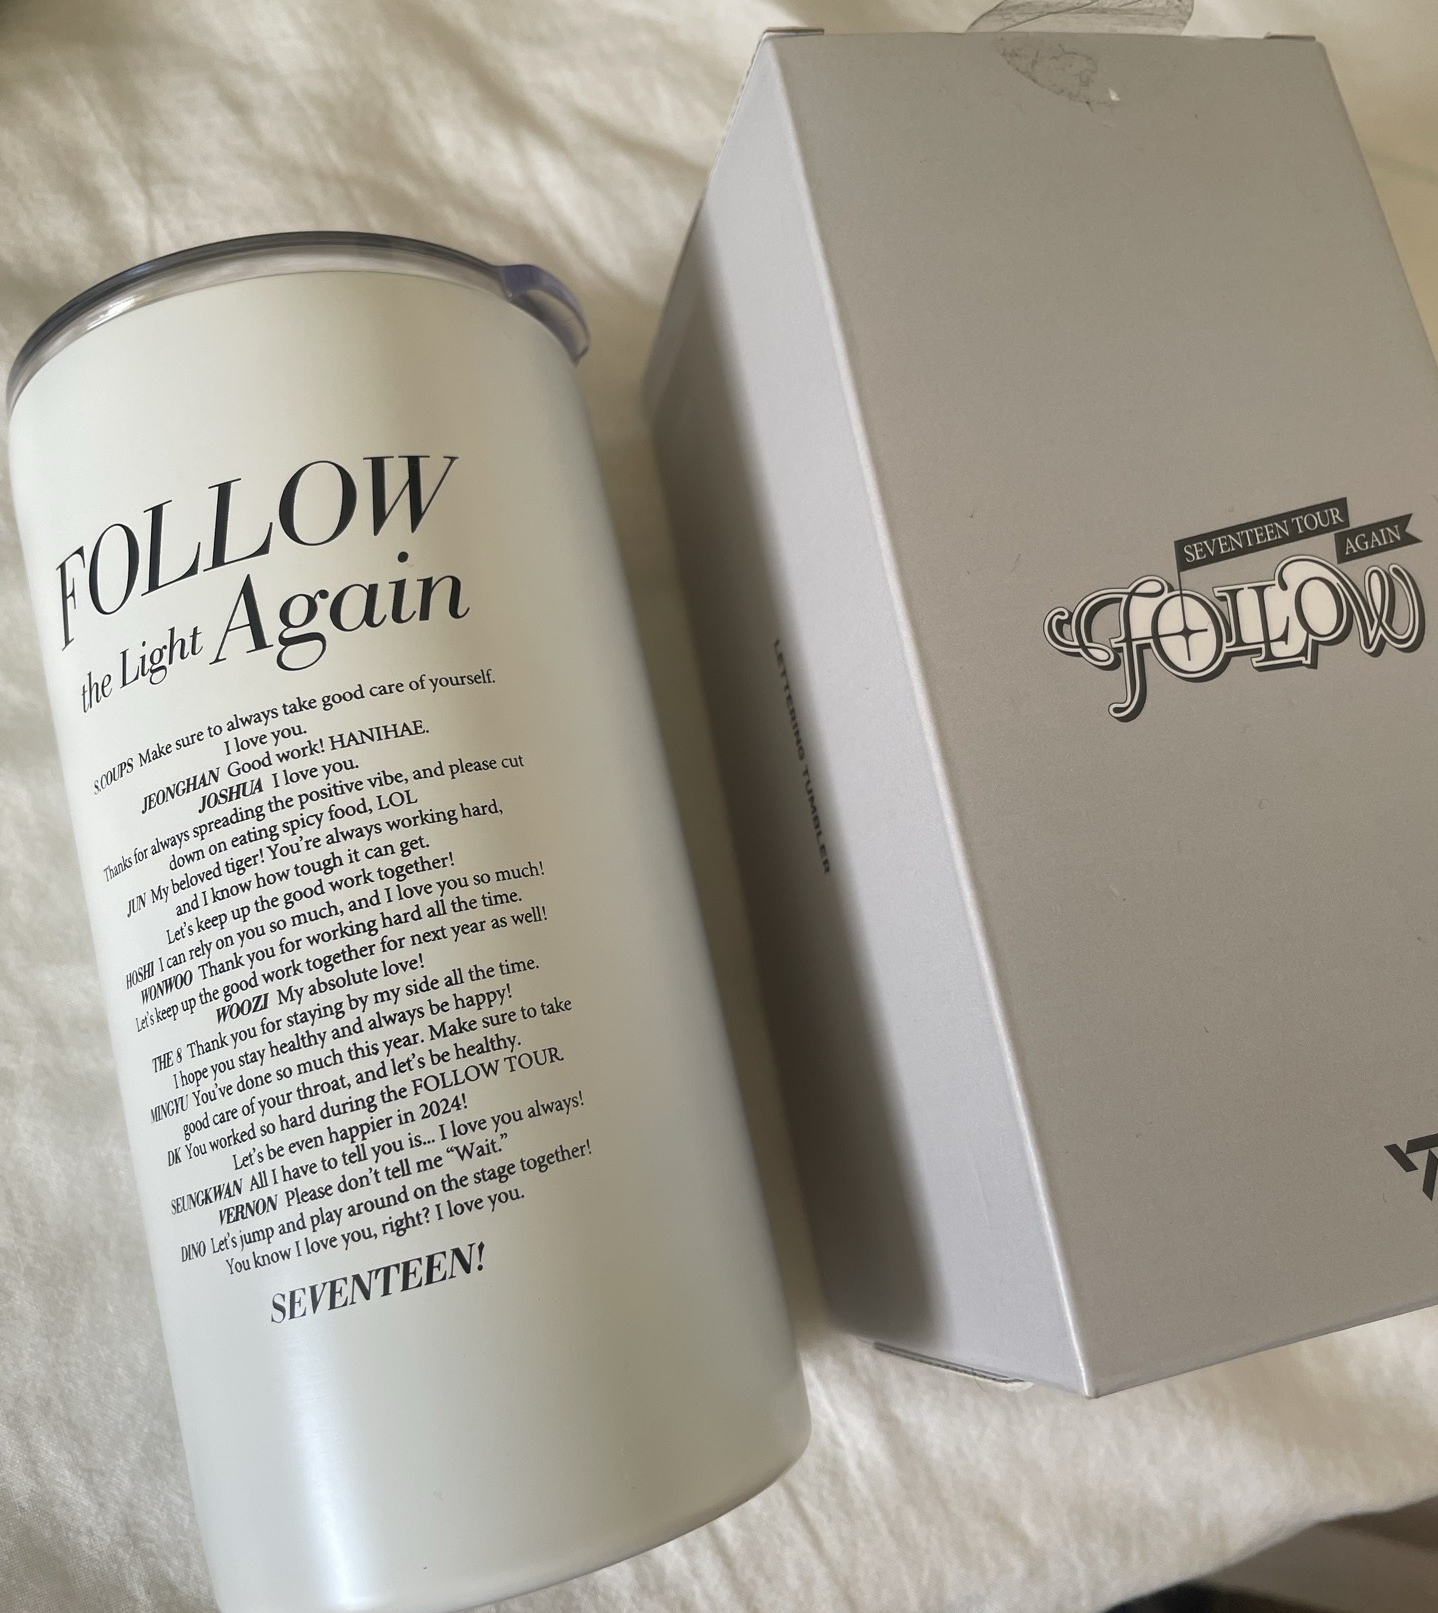 FOLLOW
the Light Again
S.COUPS Make sure to always take good care of yourself.
I love you.
JEONGHAN Good work! HANIHAE.
JOSHUA I love you.
Thanks for always spreading the positive vibe, and please cut
down on eating spicy food, LOL
JUN My beloved tiger! You're always working hard,
and I know how tough it can get.
Let's keep up the good work together!
HOSHI I can rely on you so much, and I love you so much!
WONWOO Thank you for working hard all the time.
Let's keep up the good work together for next year as well!
WOOZI My absolute love!
THE 8 Thank you for staying by my side all the time.
I hope you stay healthy and always be happy!
MINGYU You've done so much this year. Make sure to take
good care of your throat, and let's be healthy.
DK You worked so hard during the FOLLOW TOUR.
Let's be even happier in 2024!
SEUNGKWAN All I have to tell you is... I love you always!
VERNON Please don't tell me “Wait.”
DINO Let's jump and play around on the stage together!
You know I love you, right? I love you.
SEVENTEEN!
LETTERING TUMBLER
SEVENTEEN TOUR
AGAIN
FOLLOW